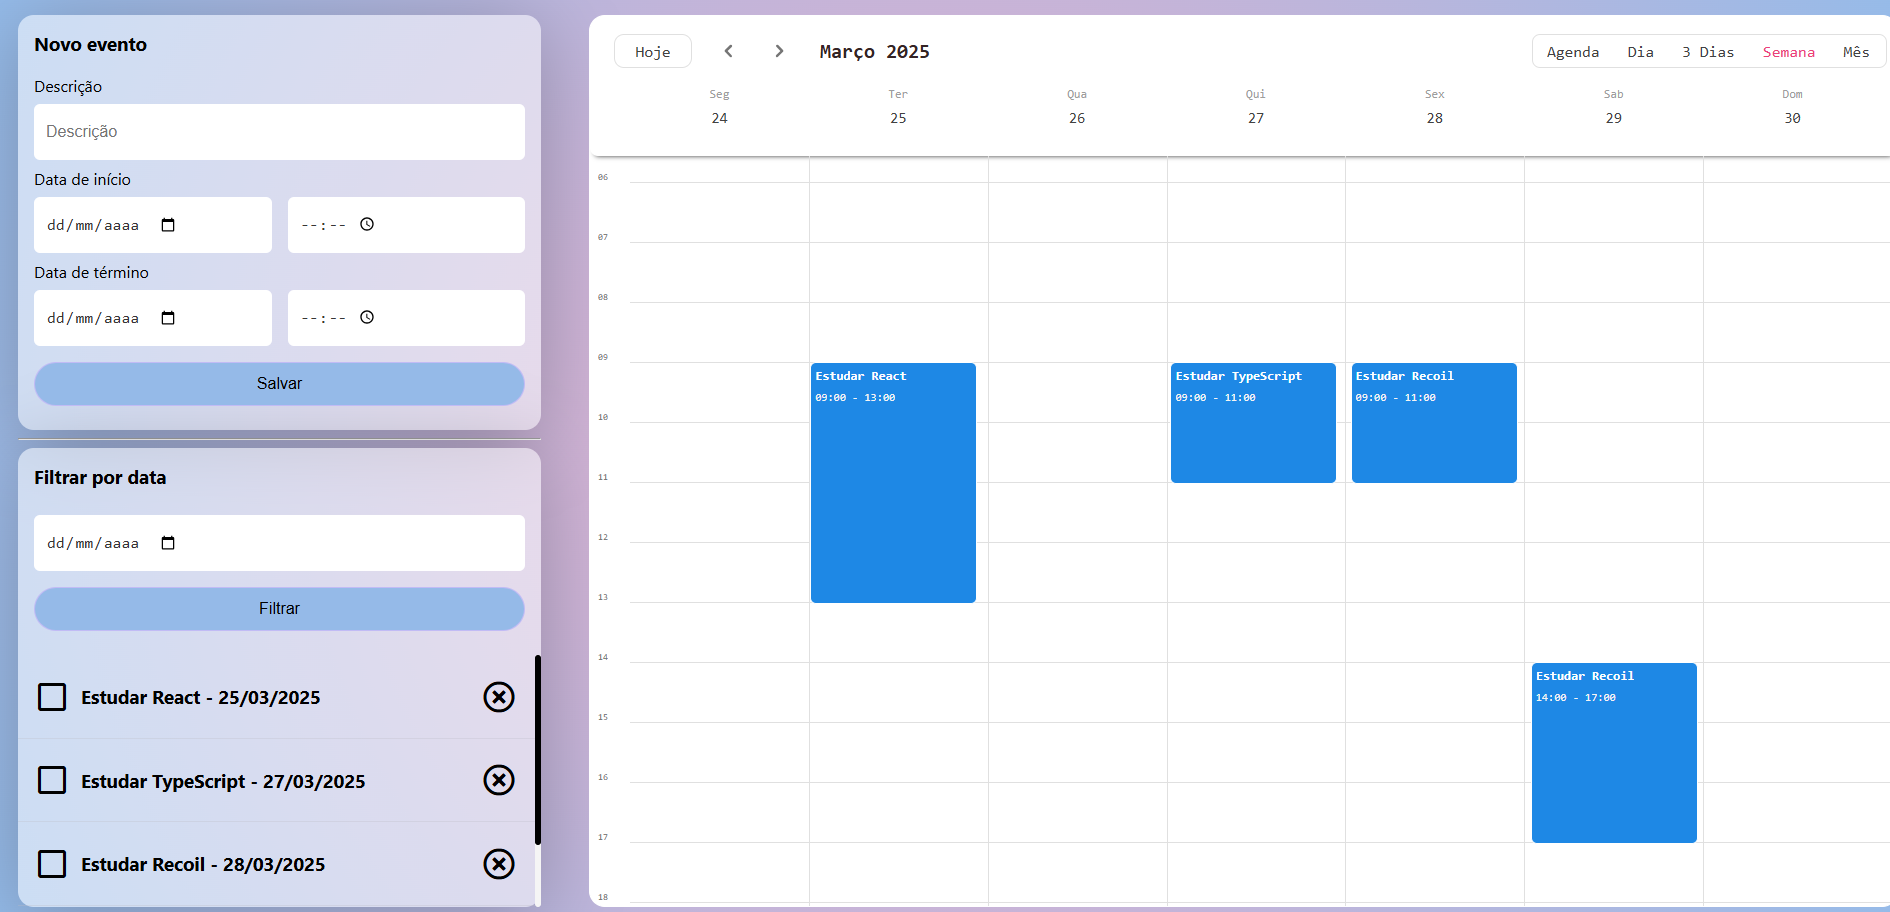 Novo evento
Descrição
Descrição
Data de início
dd/mm/aaaa --:--
Data de término
dd/mm/aaaa --:--
Salvar
Filtrar por data
dd/mm/aaaa
Filtrar
Estudar React - 25/03/2025
Estudar TypeScript - 27/03/2025
Estudar Recoil - 28/03/2025
Hoje Março 2025 Agenda Dia 3 Dias Semana Mês
Seg Ter Qua Qui Sex Sab Dom
24 25 26 27 28 29 30
06
07
08
09
Estudar React Estudar TypeScript Estudar Recoil
09:00 - 13:00 09:00 - 11:00 09:00 - 11:00
10
11
12
13
14
Estudar Recoil
14:00 - 17:00
15
16
17
18